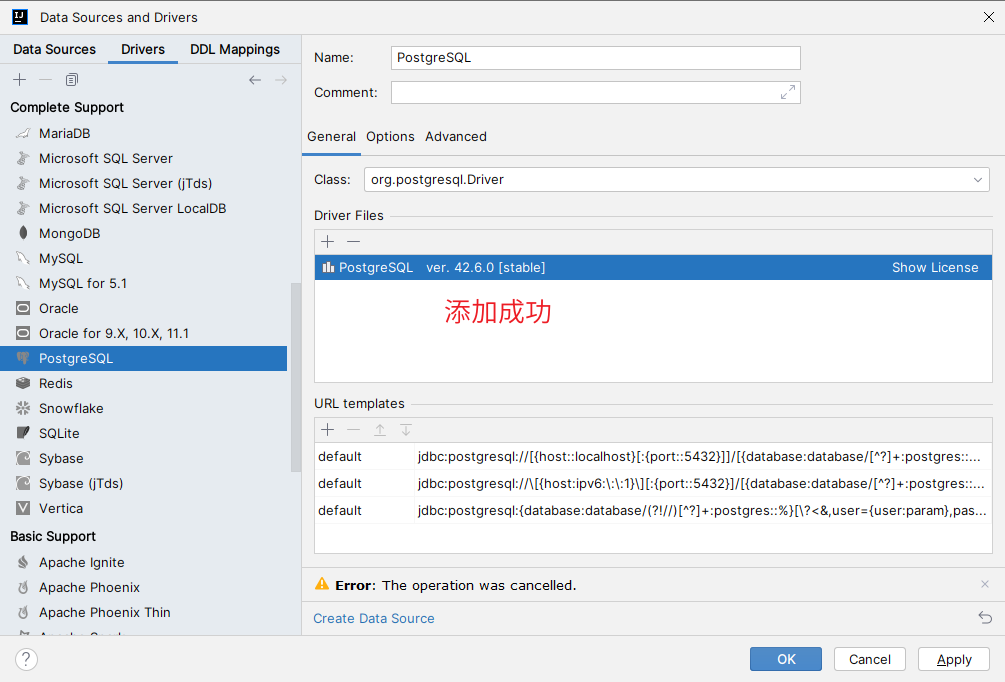 Data Sources and Drivers
Data Sources Drivers DDL Mappings
Complete Support
MariaDB
Microsoft SQL Server
Microsoft SQL Server (jTds)
Microsoft SQL Server LocalDB
MongoDB
MySQL
MySQL for 5.1
Oracle
Oracle for 9.X, 10.X, 11.1
PostgreSQL
Redis
Snowflake
SQLite
Sybase
Sybase (jTds)
Vertica
Basic Support
Apache Ignite
Apache Phoenix
Apache Phoenix Thin
Name: PostgreSQL
Comment:
General Options Advanced
Class: org.postgresql.Driver
Driver Files
PostgreSQL ver. 42.6.0 [stable] Show License
添加成功
URL templates
default jdbc:postgresql://[{host::localhost}[:{port::5432}]]/[{database:database/[^?]+:postgres::...
default jdbc:postgresql://\[{host:ipv6:\:\:1}\][:{port::5432}]/[{database:database/[^?]+:postgres::...
default jdbc:postgresql:{database:database/(?!//)[^?]+:postgres::%}[\?<&,user={user:param},pas...
Error: The operation was cancelled.
Create Data Source
? OK Cancel Apply